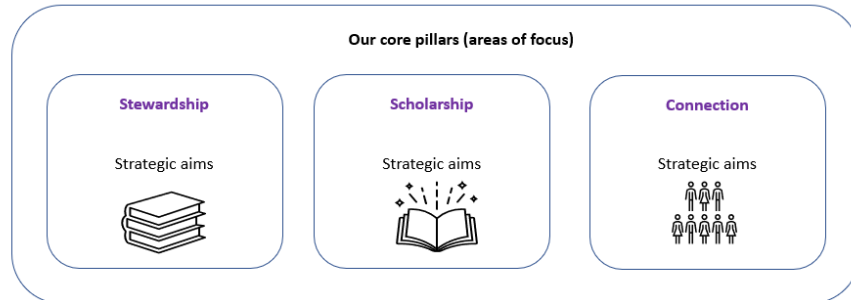 Our core pillars (areas of focus)
Stewardship
Strategic aims
Scholarship
Strategic aims
Connection
Strategic aims